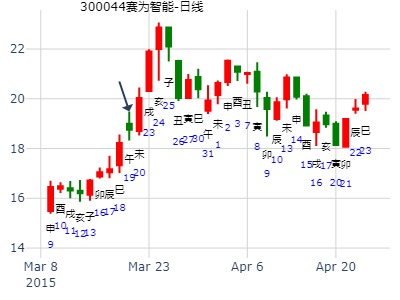 300044赛为智能-日线
22
20
18
16
14
申
9
酉
10
戌
11
亥
12
子
13
卯
16
辰
17
巳
18
午
19
未
20
戌
23
亥
24
子
25
丑
26
寅
27
巳
30
午
31
未
1
申
2
酉
3
丑
7
寅
8
卯
9
辰
10
未
13
申
14
酉
15
戌
16
亥
17
寅
20
卯
21
辰
22
巳
23
Mar 8
2015
Mar 23
Apr 6
Apr 20